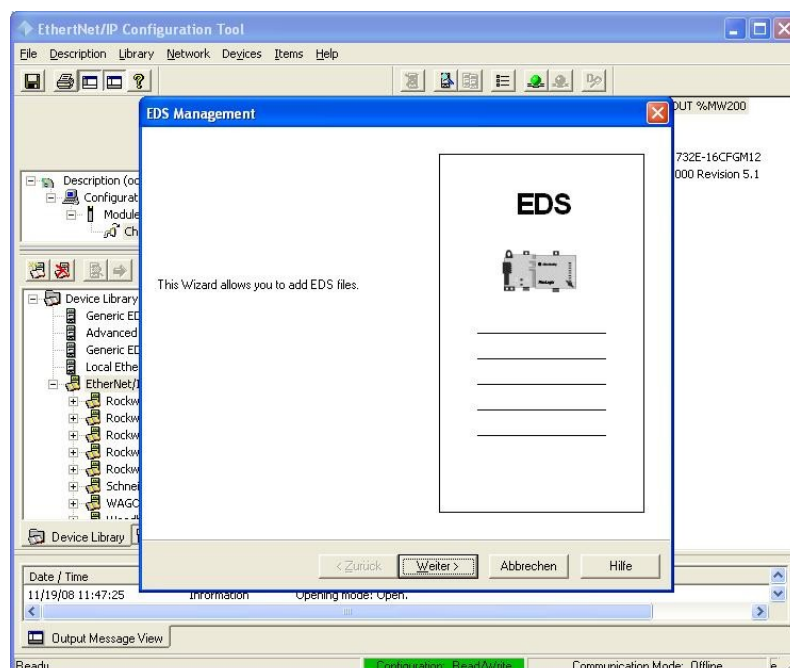 EthertNet/IP Configuration Tool
File Description Library Network Devices Items Help
OUT %MW200
732E-16CFGM12
000 Revision 5.1
Description (oc
Configurat
Module
Ch
EDS Management
EDS
This Wizard allows you to add EDS files.
Device Library
Generic ED
Advanced
Generic ED
Local Ethe
EtherNet/I
Rockw
Rockw
Rockw
Rockw
Rockw
Schnei
WAGO
Device Library
< Zurück Weiter > Abbrechen Hilfe
Date / Time
11/19/08 11:47:25 Information Opening mode: Open.
Output Message View
Ready Configuration: Read/Write Communication Mode: Offline